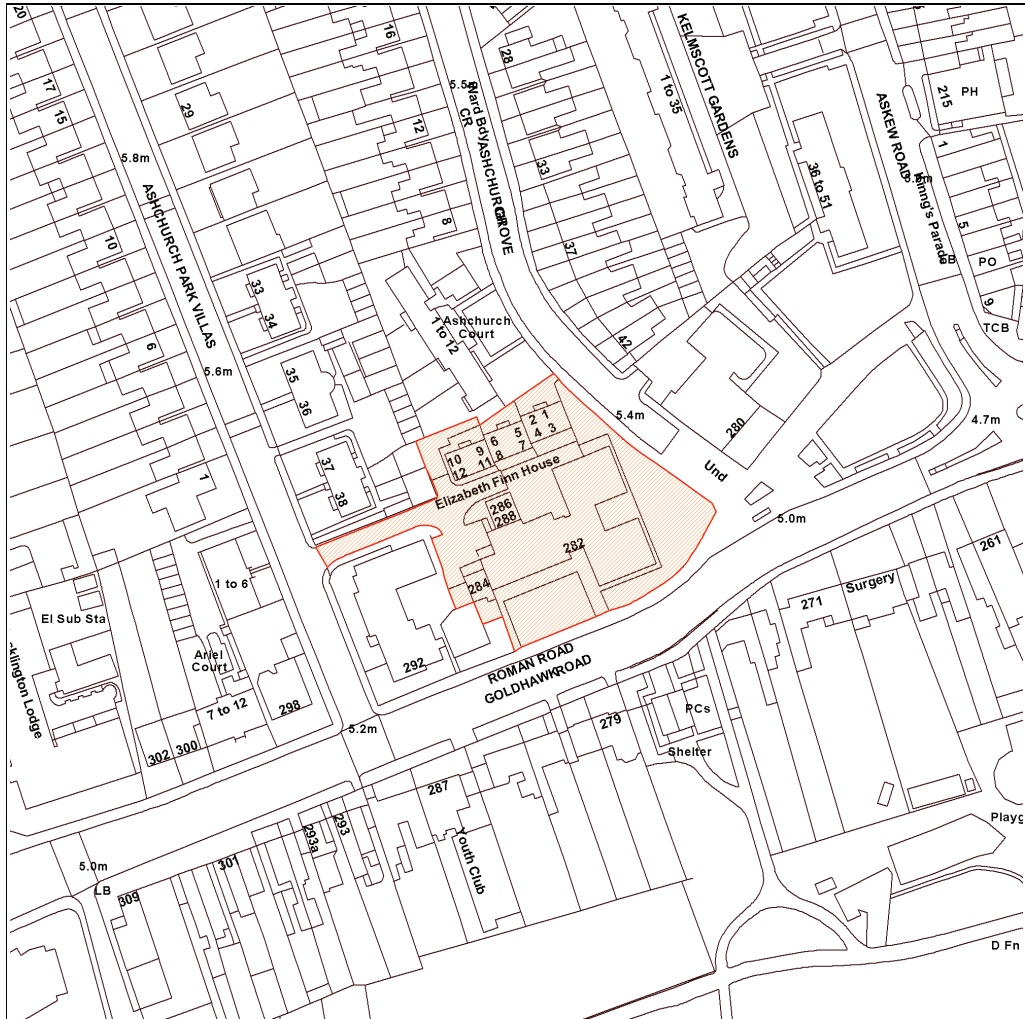 20
17
15
29
16
12
8
28
5.5m
Ward Bdy
CR
ASHCHURCH
GROVE
33
37
42
KELMSCOTT GARDENS
1 to 35
36 to 51
ASKEW ROAD
215
PH
1
5
PO
9
TCB
4.7m
5.8m
ASHCHURCH PARK VILLAS
10
6
5.6m
33
34
35
36
37
38
1
Ashchurch
Court
1 to 12
5.4m
280
Und
5.0m
10
9
6
5
2
1
12
11
8
7
4
3
Elizabeth Finn House
286
288
282
284
292
ROMAN ROAD
GOLDHAWK ROAD
261
Surgery
271
279
PCs
Shelter
1 to 6
El Sub Sta
Ariel
Court
7 to 12
298
302
300
5.2m
cklington Lodge
287
Youth Club
293
293a
301
5.0m
LB
309
Playg
D Fn